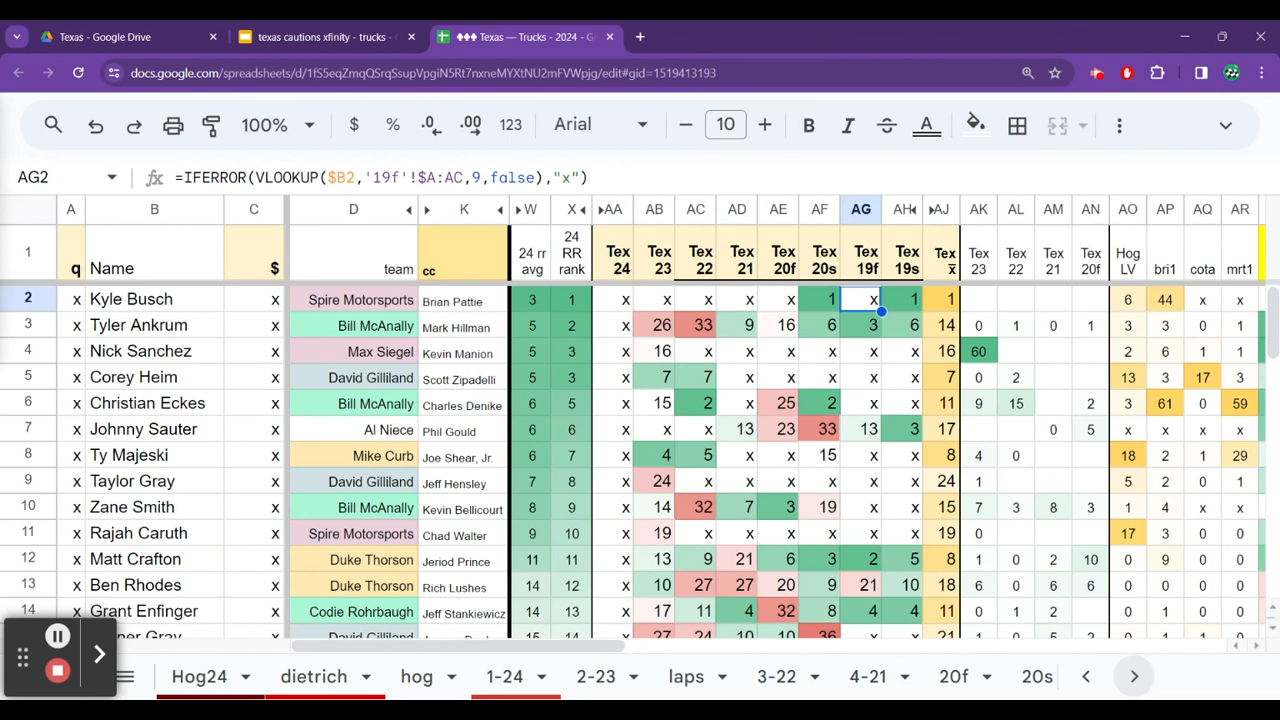 Texas - Google Drive
texas cautions xfinity - trucks -
♦♦♦ Texas — Trucks - 2024 - G
docs.google.com/spreadsheets/d/1fS5eqZmqQSrqSsupVpgiN5Rt7nxneMYXtNU2mFVWpjg/edit#gid=1519413193
100% $ % .0 .00 123 Arial 10 B I S A
AG2 fx =IFERROR(VLOOKUP($B2,'19f'!$A:AC,9,false),"x")
A B C D K W X AA AB AC AD AE AF AG AH AJ AK AL AM AN AO AP AQ AR
1 q Name $ team cc 24 rr avg 24 RR rank Tex 24 Tex 23 Tex 22 Tex 21 Tex 20f Tex 20s Tex 19f Tex 19s Tex x̅ Tex 23 Tex 22 Tex 21 Tex 20f Hog LV bri1 cota mrt1
2 x Kyle Busch x Spire Motorsports Brian Pattie 3 1 x x x x x 1 x 1 1 6 44 x x
3 x Tyler Ankrum x Bill McAnally Mark Hillman 5 2 x 26 33 9 16 6 3 6 14 0 1 0 1 3 3 0 1
4 x Nick Sanchez x Max Siegel Kevin Manion 5 3 x 16 x x x x x x 16 60 2 6 1 1
5 x Corey Heim x David Gilliland Scott Zipadelli 5 3 x 7 7 x x x x x 7 0 2 13 3 17 3
6 x Christian Eckes x Bill McAnally Charles Denike 6 5 x 15 2 x 25 2 x x 11 9 15 2 3 61 0 59
7 x Johnny Sauter x Al Niece Phil Gould 6 6 x x x 13 23 33 13 3 17 0 5 x x x x
8 x Ty Majeski x Mike Curb Joe Shear, Jr. 6 7 x 4 5 x x 15 x x 8 4 0 18 2 1 29
9 x Taylor Gray x David Gilliland Jeff Hensley 7 8 x 24 x x x x x x 24 1 5 2 0 1
10 x Zane Smith x Bill McAnally Kevin Bellicourt 8 9 x 14 32 7 3 19 x x 15 7 3 8 3 1 4 x x
11 x Rajah Caruth x Spire Motorsports Chad Walter 9 10 x 19 x x x x x x 19 0 17 0 0 0
12 x Matt Crafton x Duke Thorson Jeriod Prince 11 11 x 13 9 21 6 3 2 5 8 1 0 2 10 0 9 0 0
13 x Ben Rhodes x Duke Thorson Rich Lushes 14 12 x 10 27 27 20 9 21 10 18 6 0 6 6 0 0 0 0
14 x Grant Enfinger x Codie Rohrbaugh Jeff Stankiewicz 14 13 x 17 11 4 32 8 4 4 11 0 1 2 0 1 0 0
Hog24 dietrich hog 1-24 2-23 laps 3-22 4-21 20f 20s